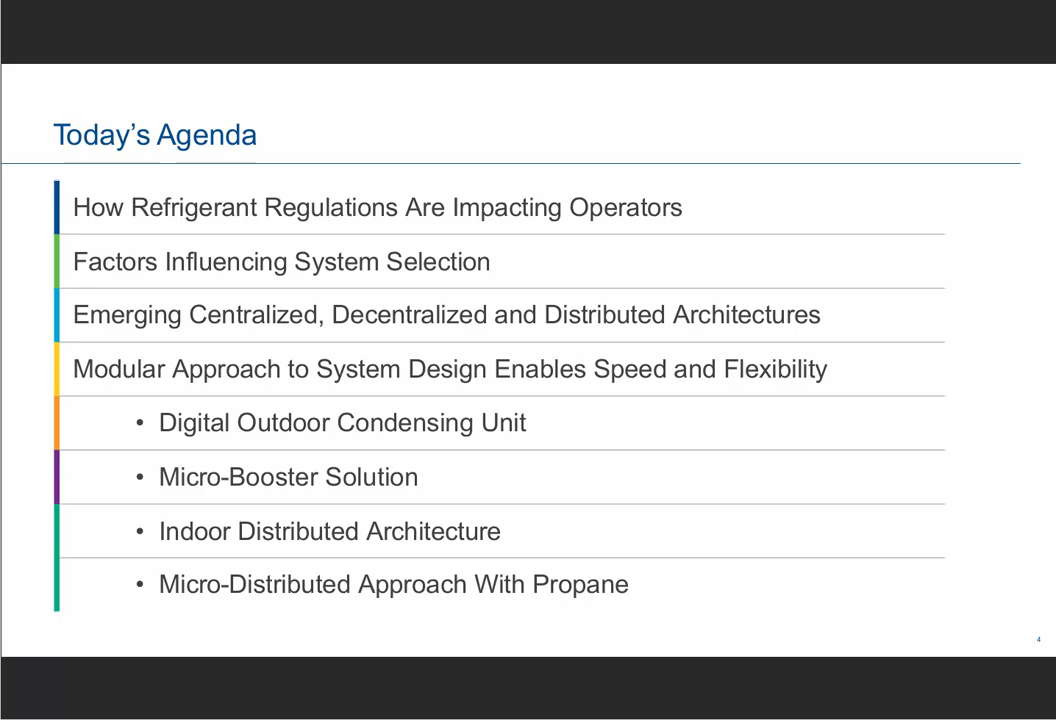 Today’s Agenda
How Refrigerant Regulations Are Impacting Operators
Factors Influencing System Selection
Emerging Centralized, Decentralized and Distributed Architectures
Modular Approach to System Design Enables Speed and Flexibility
• Digital Outdoor Condensing Unit
• Micro-Booster Solution
• Indoor Distributed Architecture
• Micro-Distributed Approach With Propane
4